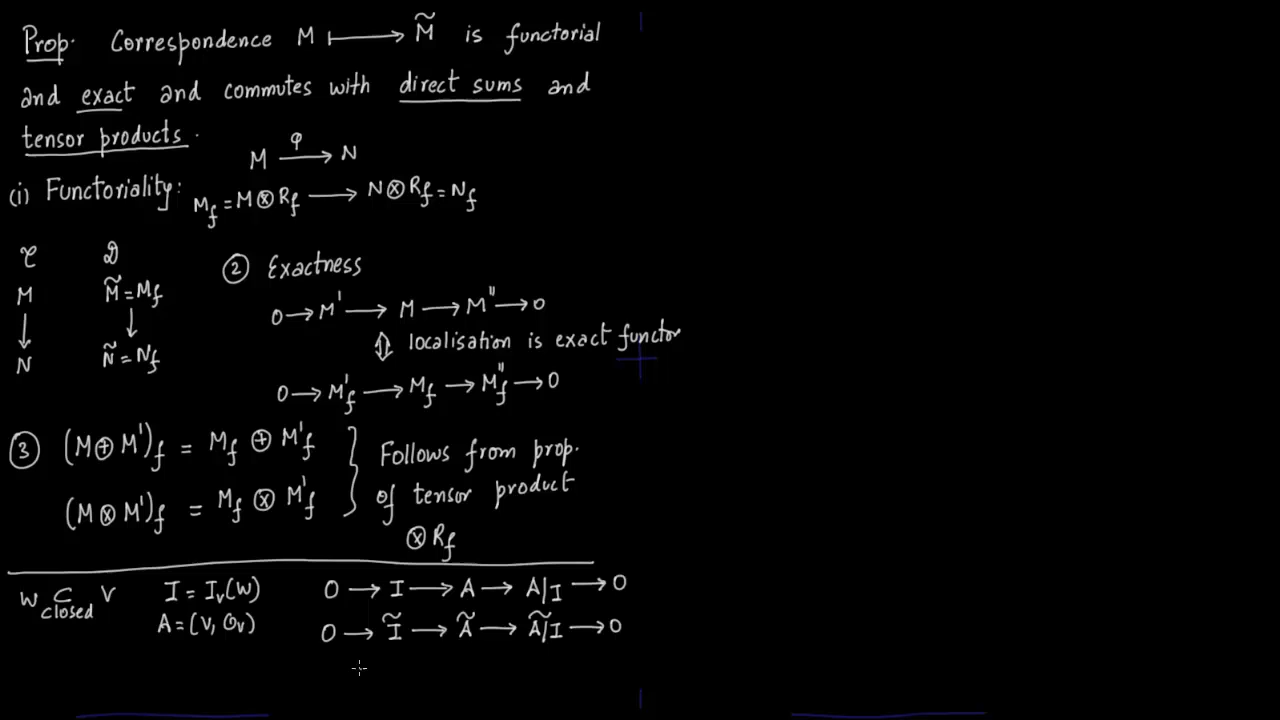 Prop. Correspondence M ⟼ M̃ is functorial
and exact and commutes with direct sums and
tensor products.
(i) Functoriality:
M —φ→ N
M_f = M ⊗ R_f ⟶ N ⊗ R_f = N_f
𝒞 𝒟
M M̃ = M_f
↓ ↓
N Ñ = N_f
② Exactness
0 → M' → M → M'' → 0
⇕ localisation is exact functor
0 → M'_f → M_f → M''_f → 0
③ (M ⊕ M')_f = M_f ⊕ M'_f
(M ⊗ M')_f = M_f ⊗ M'_f
} Follows from prop.
of tensor product
⊗ R_f
W ⊂ V
closed
I = I_V(W)
A = (V, O_V)
0 → I → A → A/I → 0
0 → Ĩ → Ã → Ã/I → 0